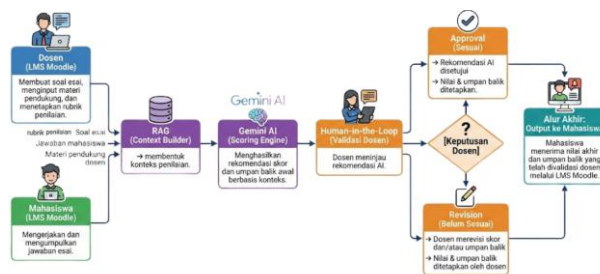 Dosen
(LMS Moodle)
Membuat soal esai,
menginput materi
pendukung, dan
menetapkan rubrik
penilaian.
rubrik penilaian Soal esai
Jawaban mahasiswa
Materi pendukung
dosen
Mahasiswa
(LMS Moodle)
Mengerjakan dan
mengumpulkan
jawaban esai.
RAG
(Context Builder)
→ membentuk
konteks penilaian.
Gemini AI
Gemini AI
(Scoring Engine)
Menghasilkan
rekomendasi skor
dan umpan balik awal
berbasis konteks.
Human-in-the-Loop
(Validasi Dosen)
Dosen meninjau
rekomendasi AI.
Approval
(Sesuai)
→ Rekomendasi AI
disetujui
→ Nilai & umpan balik
ditetapkan.
?
[Keputusan
Dosen]
Revision
(Belum Sesuai)
→ Dosen merevisi skor
dan/atau umpan balik
→ Nilai & umpan balik
ditetapkan oleh dosen
Alur Akhir:
Output ke Mahasiswa
Mahasiswa
menerima nilai akhir
dan umpan balik yang
telah divalidasi dosen
melalui LMS Moodle.